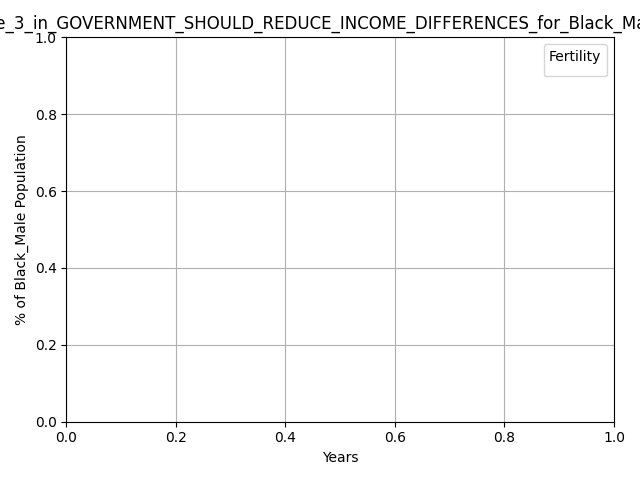 e_3_in_GOVERNMENT_SHOULD_REDUCE_INCOME_DIFFERENCES_for_Black_Ma
Fertility
1.0
0.8
0.6
0.4
0.2
0.0
% of Black_Male Population
0.0 0.2 0.4 0.6 0.8 1.0
Years